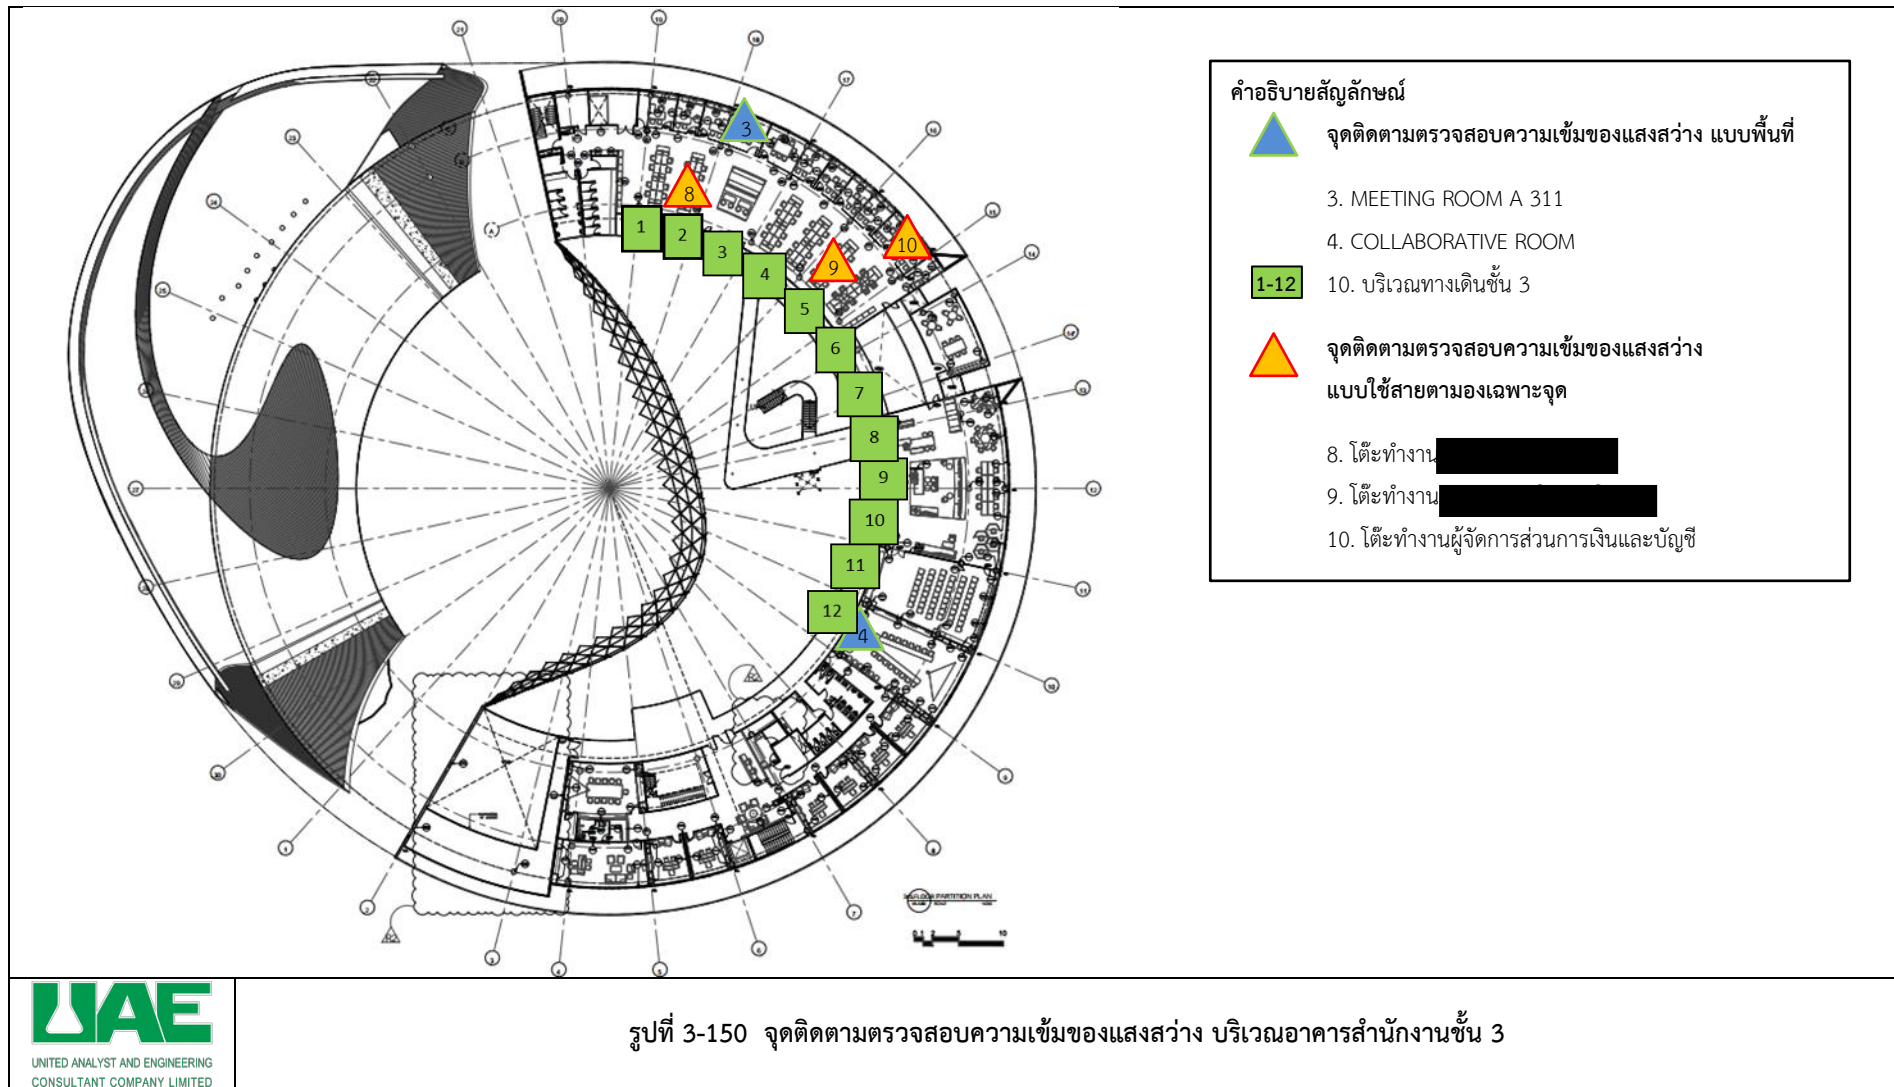 คำอธิบายสัญลักษณ์
จุดติดตามตรวจสอบความเข้มของแสงสว่าง แบบพื้นที่
3. MEETING ROOM A 311
4. COLLABORATIVE ROOM
1-12 10. บริเวณทางเดินชั้น 3
จุดติดตามตรวจสอบความเข้มของแสงสว่าง
แบบใช้สายตามองเฉพาะจุด
8. โต๊ะทำงาน
9. โต๊ะทำงาน
10. โต๊ะทำงานผู้จัดการส่วนการเงินและบัญชี
3
8
10
9
1
2
3
4
5
6
7
8
9
10
11
12
4
UAE
UNITED ANALYST AND ENGINEERING
CONSULTANT COMPANY LIMITED
รูปที่ 3-150 จุดติดตามตรวจสอบความเข้มของแสงสว่าง บริเวณอาคารสำนักงานชั้น 3